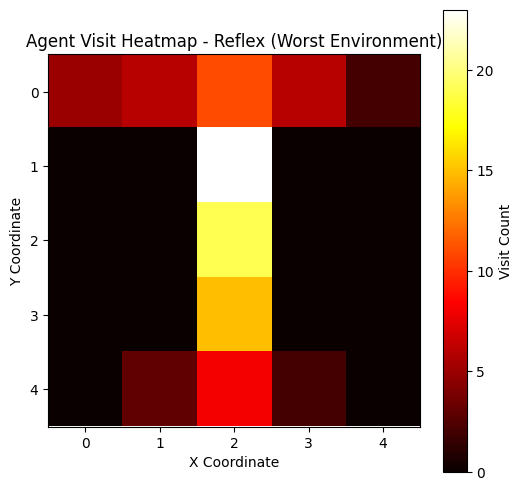 Agent Visit Heatmap - Reflex (Worst Environment)
0
1
2
3
4
Y Coordinate
0 1 2 3 4
X Coordinate
20
15
10
5
0
Visit Count